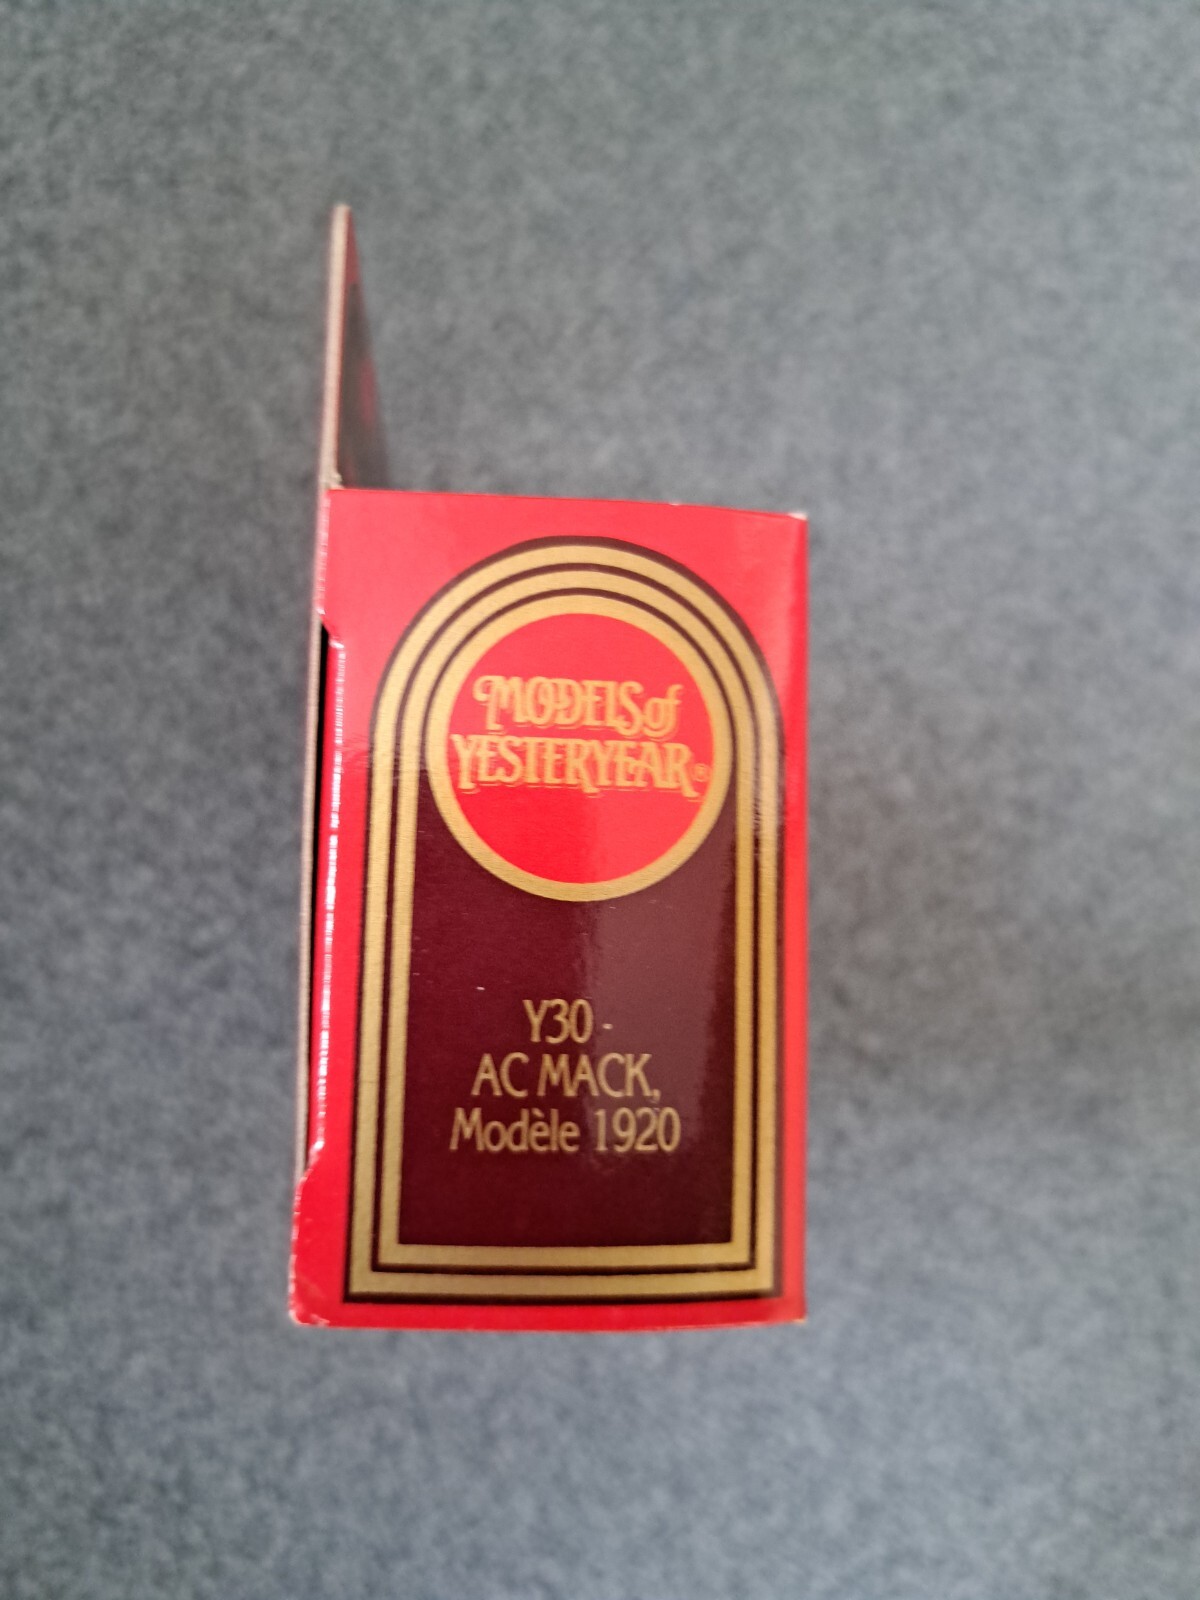 MODELS of
YESTERYEAR®
Y30 -
AC MACK,
Modèle 1920